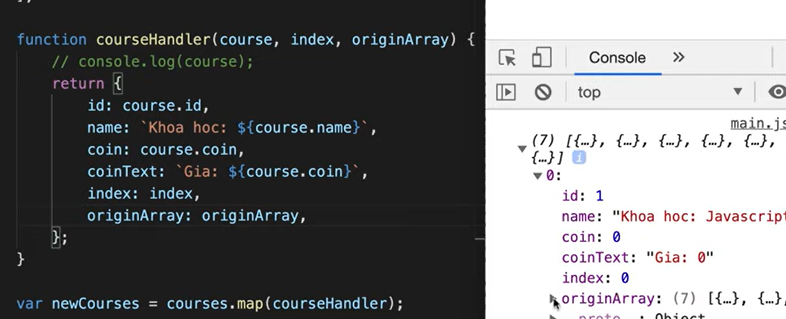 function courseHandler(course, index, originArray) {
// console.log(course);
return {
id: course.id,
name: `Khoa hoc: ${course.name}`,
coin: course.coin,
coinText: `Gia: ${course.coin}`,
index: index,
originArray: originArray,
};
}
var newCourses = courses.map(courseHandler);
Console »
top
main.js
(7) [{…}, {…}, {…}, {…}, {…},
{…}] i
0:
id: 1
name: "Khoa hoc: Javascript
coin: 0
coinText: "Gia: 0"
index: 0
originArray: (7) [{…}, {…},
proto : Object